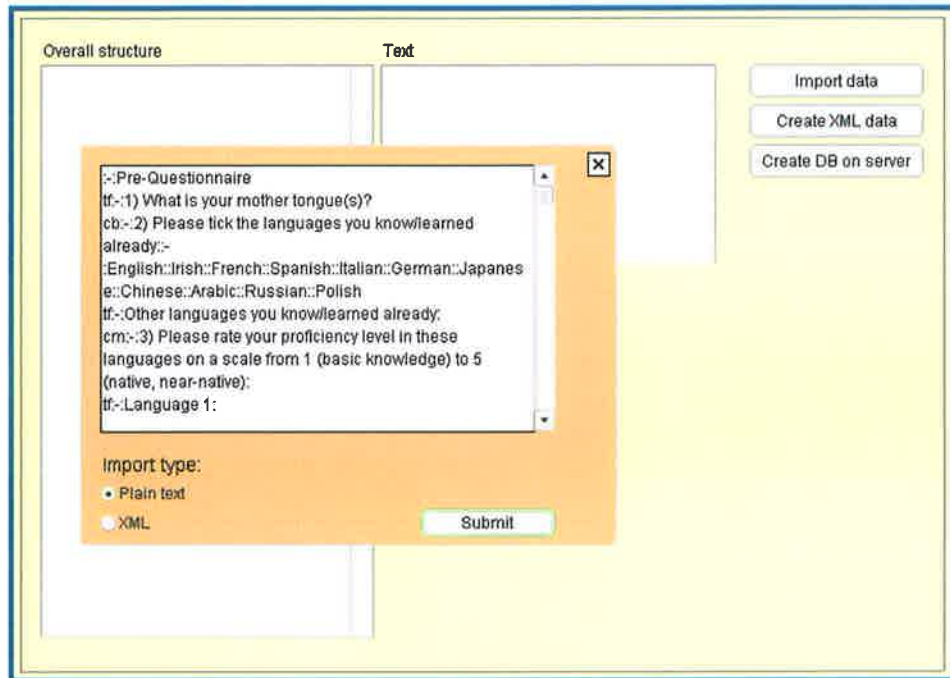 Overall structure
Text
Import data
Create XML data
Create DB on server
:-:Pre-Questionnaire
tf:-:1) What is your mother tongue(s)?
cb:-:2) Please tick the languages you know/learned
already::-
:English::Irish::French::Spanish::Italian::German::Japanes
e::Chinese::Arabic::Russian::Polish
tf:-:Other languages you know/learned already:
cm:-:3) Please rate your proficiency level in these
languages on a scale from 1 (basic knowledge) to 5
(native, near-native):
tf:-:Language 1:
Import type:
Plain text
XML
Submit